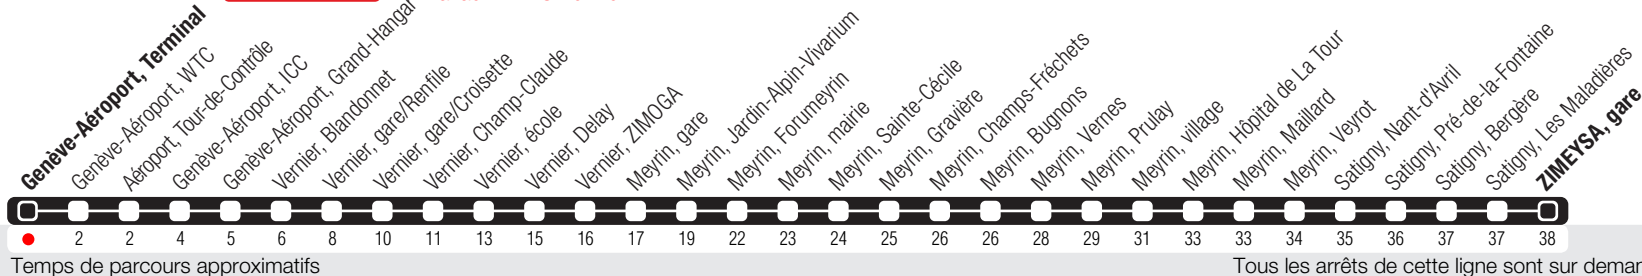 Genève-Aéroport, Terminal
Genève-Aéroport, WTC
Aéroport, Tour-de-Contrôle
Genève-Aéroport, ICC
Genève-Aéroport, Grand-Hangar
Vernier, Blandonnet
Vernier, gare/Renfile
Vernier, gare/Croisette
Vernier, Champ-Claude
Vernier, école
Vernier, Delay
Vernier, ZIMOGA
Meyrin, gare
Meyrin, Jardin-Alpin-Vivarium
Meyrin, Forumeyrin
Meyrin, mairie
Meyrin, Sainte-Cécile
Meyrin, Gravière
Meyrin, Champs-Fréchets
Meyrin, Bugnons
Meyrin, Vernes
Meyrin, Prulay
Meyrin, village
Meyrin, Hôpital de La Tour
Meyrin, Maillard
Meyrin, Veyrot
Satigny, Nant-d'Avril
Satigny, Pré-de-la-Fontaine
Satigny, Bergère
Satigny, Les Maladières
ZIMEYSA, gare
2 2 4 5 6 8 10 11 13 15 16 17 19 22 23 24 25 26 26 28 29 31 33 33 34 35 36 37 37 38
Temps de parcours approximatifs
Tous les arrêts de cette ligne sont sur deman